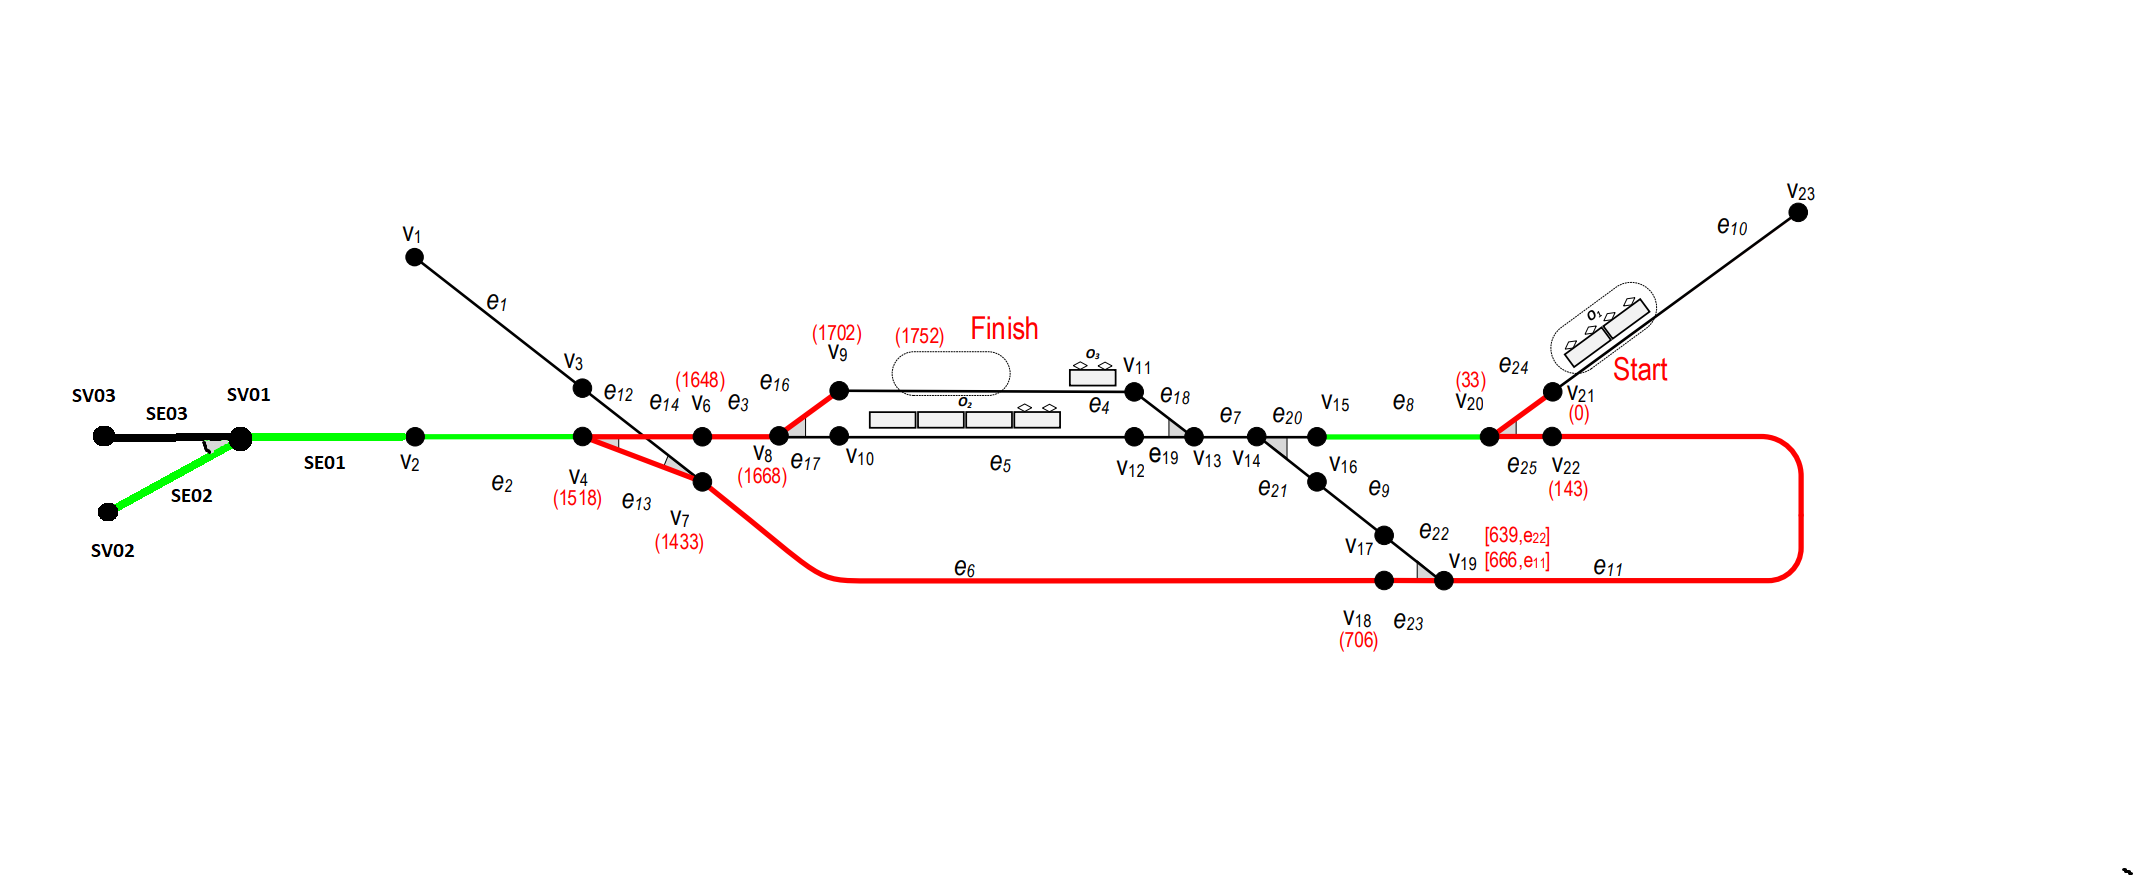 v23
e10
v1
e1
Finish
(1752)
(1702)
v9
O3
v11
O1
Start
v3
e12
e14
(1648)
v6
e3
e16
O2
e4
e18
e7
e20
v15
e8
(33)
v20
e24
v21
(0)
SV03
SE03
SV01
SE01
SE02
SV02
v2
e2
v4
(1518)
e13
v7
(1433)
v8
(1668)
e17
v10
e5
v12
e19
v13
v14
e21
v16
e9
e25
v22
(143)
v17
e22
v19
[639,e22]
[666,e11]
e11
e6
v18
(706)
e23